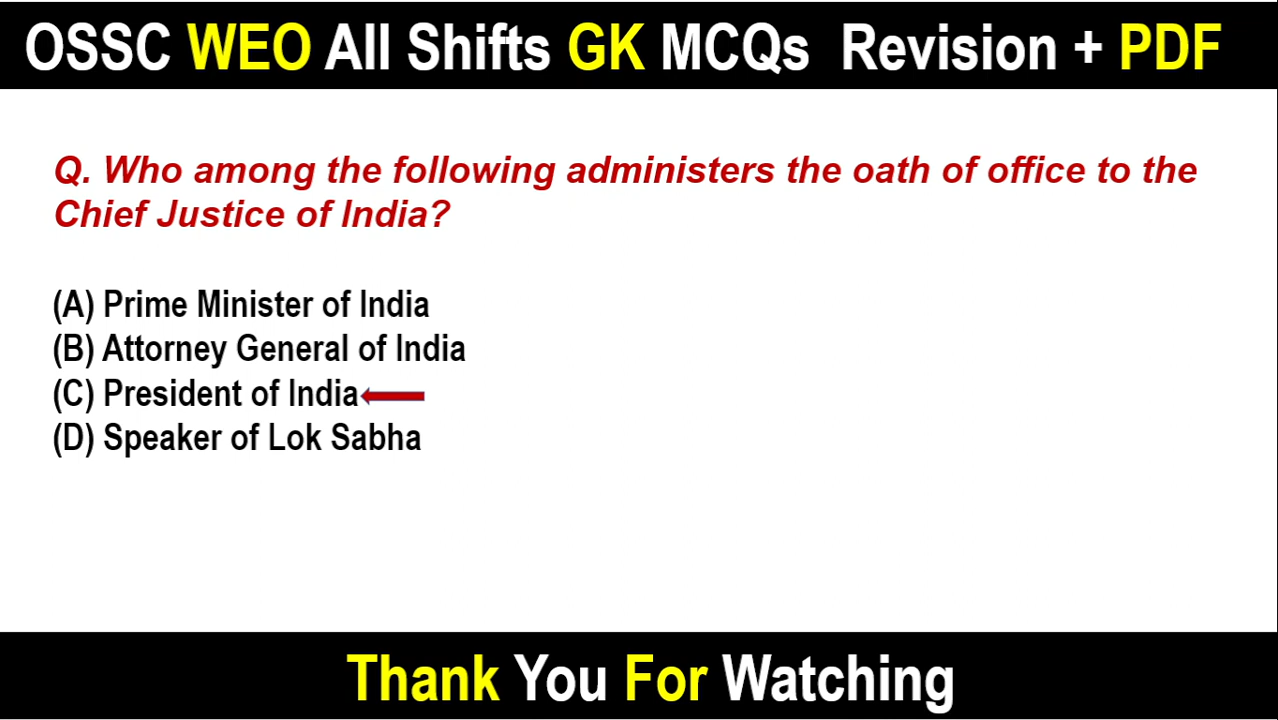 OSSC WEO All Shifts GK MCQs Revision + PDF
Q. Who among the following administers the oath of office to the
Chief Justice of India?
(A) Prime Minister of India
(B) Attorney General of India
(C) President of India
(D) Speaker of Lok Sabha
Thank You For Watching